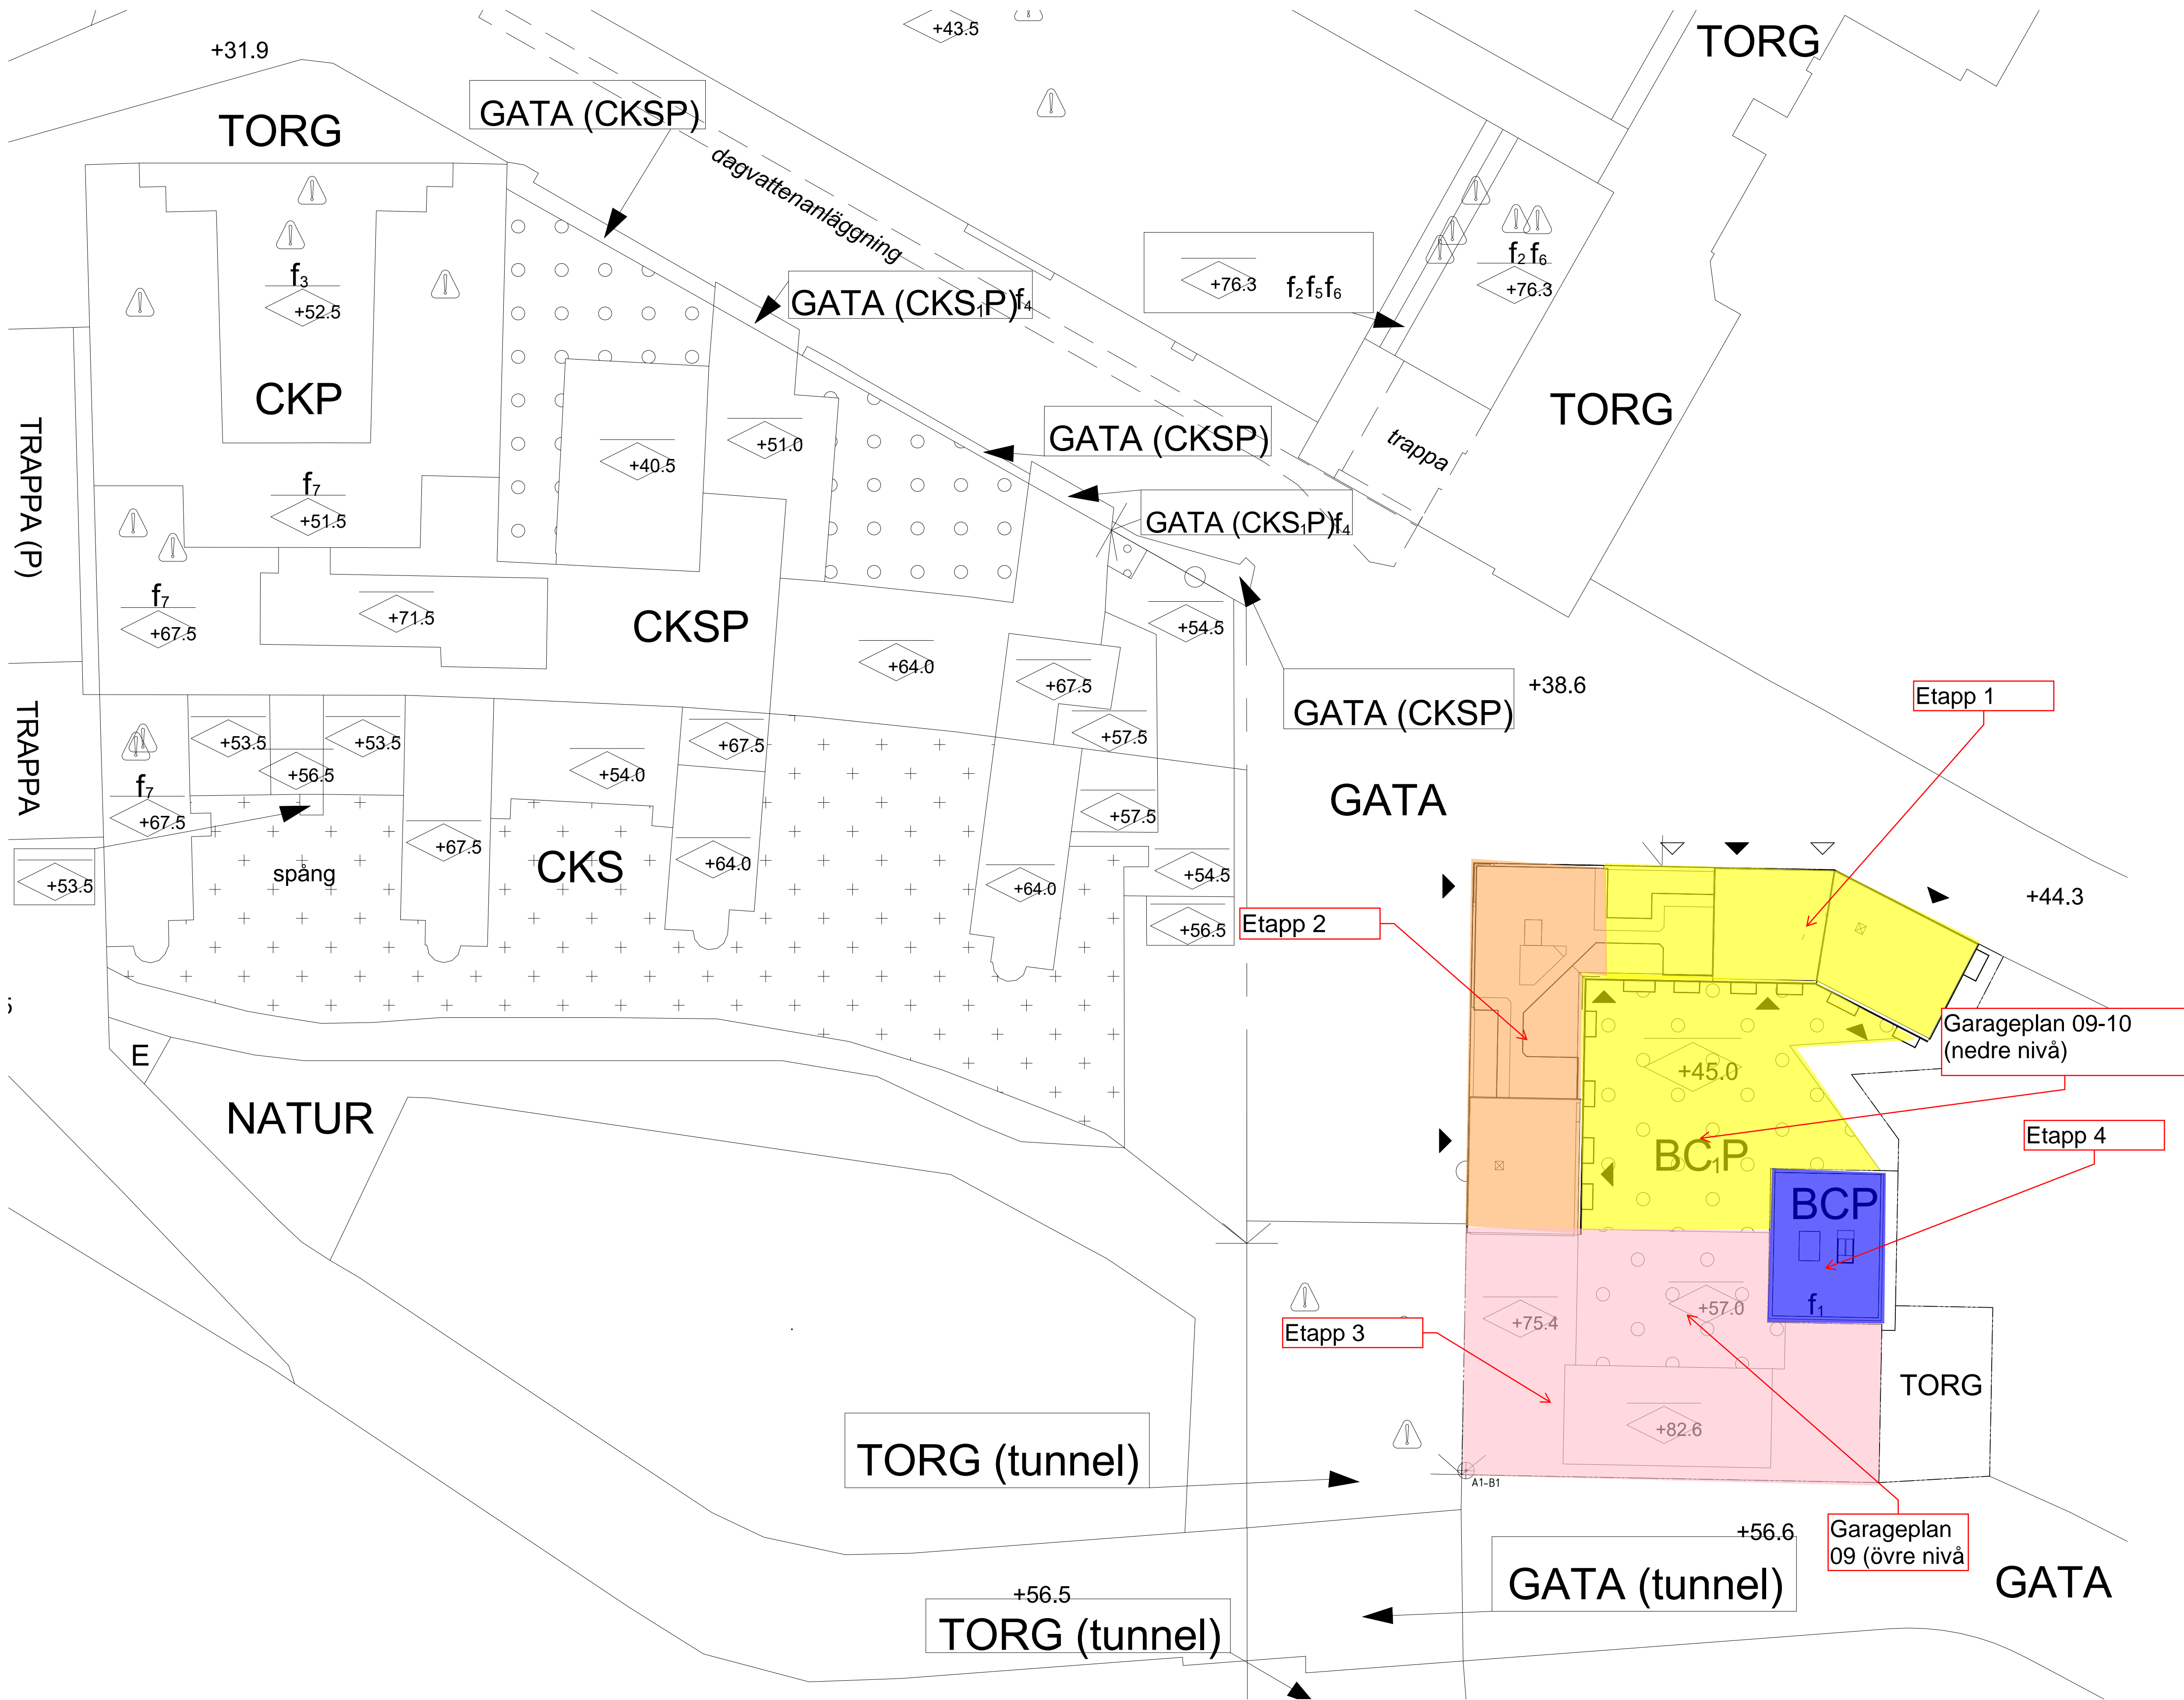 +31.9
+43.5
TORG
TORG
GATA (CKSP)
dagvattenanläggning
f₃
+52.5
GATA (CKS₁P)f₄
+76.3 f₂f₅f₆
f₂f₆
+76.3
CKP
TORG
TRAPPA (P)
+40.5
+51.0
GATA (CKSP)
trappa
f₇
+51.5
GATA (CKS₁P)f₄
f₇
+67.5
+71.5
CKSP
+64.0
+67.5
+54.5
+38.6
GATA (CKSP)
Etapp 1
TRAPPA
+53.5
+53.5
+56.5
+54.0
+67.5
+57.5
f₇
+67.5
+67.5
GATA
+57.5
+53.5
spång
CKS
+64.0
+64.0
+54.5
+56.5
+44.3
Etapp 2
5
Garageplan 09-10
(nedre nivå)
E
+45.0
NATUR
BC₁P
Etapp 4
BCP
f₁
+57.0
+75.4
Etapp 3
TORG
+82.6
TORG (tunnel)
A1-B1
+56.6
Garageplan
09 (övre nivå
GATA (tunnel)
GATA
+56.5
TORG (tunnel)